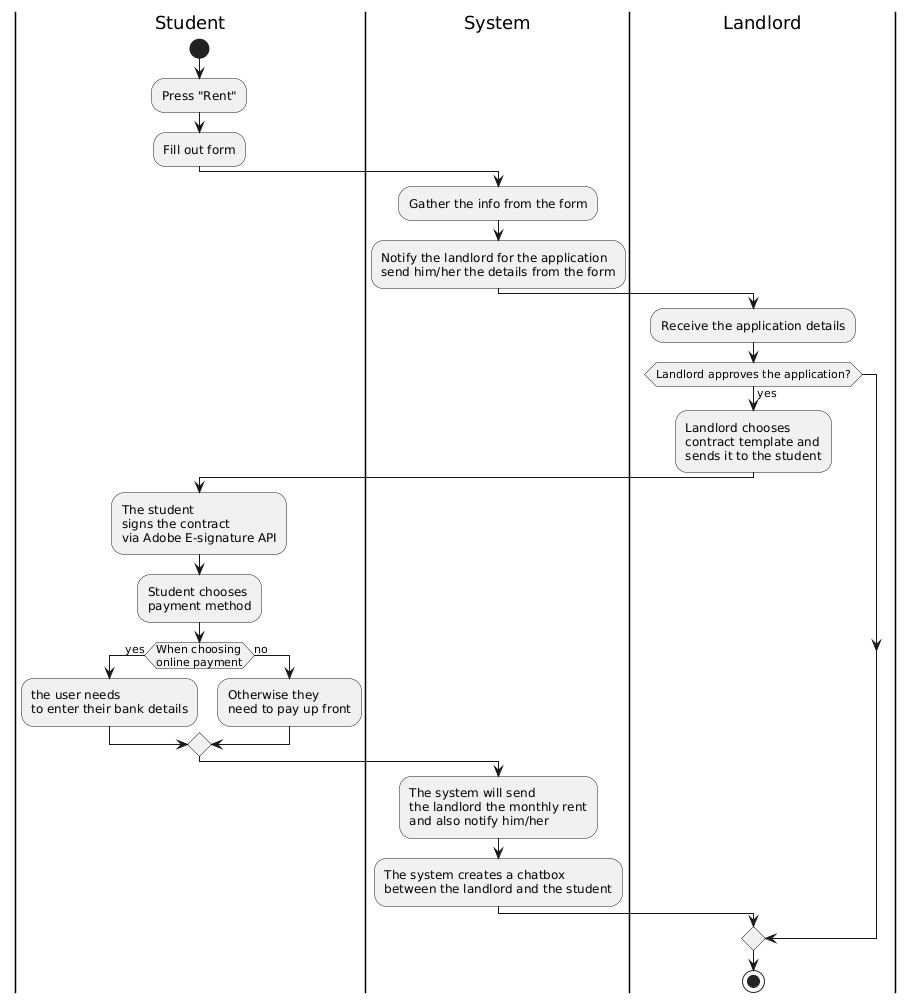 Student
System
Landlord
Press "Rent"
Fill out form
Gather the info from the form
Notify the landlord for the application
send him/her the details from the form
Receive the application details
Landlord approves the application?
yes
Landlord chooses
contract template and
sends it to the student
The student
signs the contract
via Adobe E-signature API
Student chooses
payment method
yes
When choosing
online payment
no
the user needs
to enter their bank details
Otherwise they
need to pay up front
The system will send
the landlord the monthly rent
and also notify him/her
The system creates a chatbox
between the landlord and the student